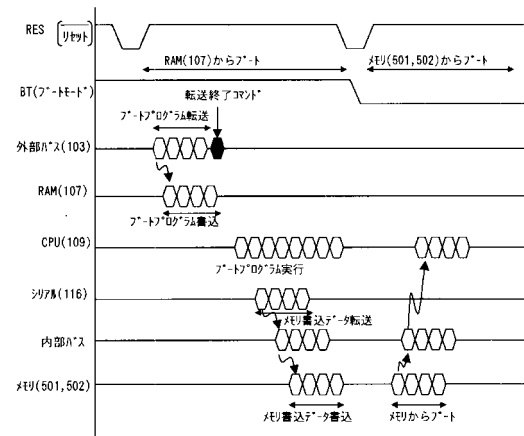 RES [リセット]
RAM(107)からブート
メモリ(501,502)からブート
BT(ブートモード)
転送終了コマンド
ブートプログラム転送
外部バス(103)
RAM(107)
ブートプログラム書込
CPU(109)
ブートプログラム実行
シリアル(116)
メモリ書込データ転送
内部バス
メモリ(501,502)
メモリ書込データ書込
メモリからブート